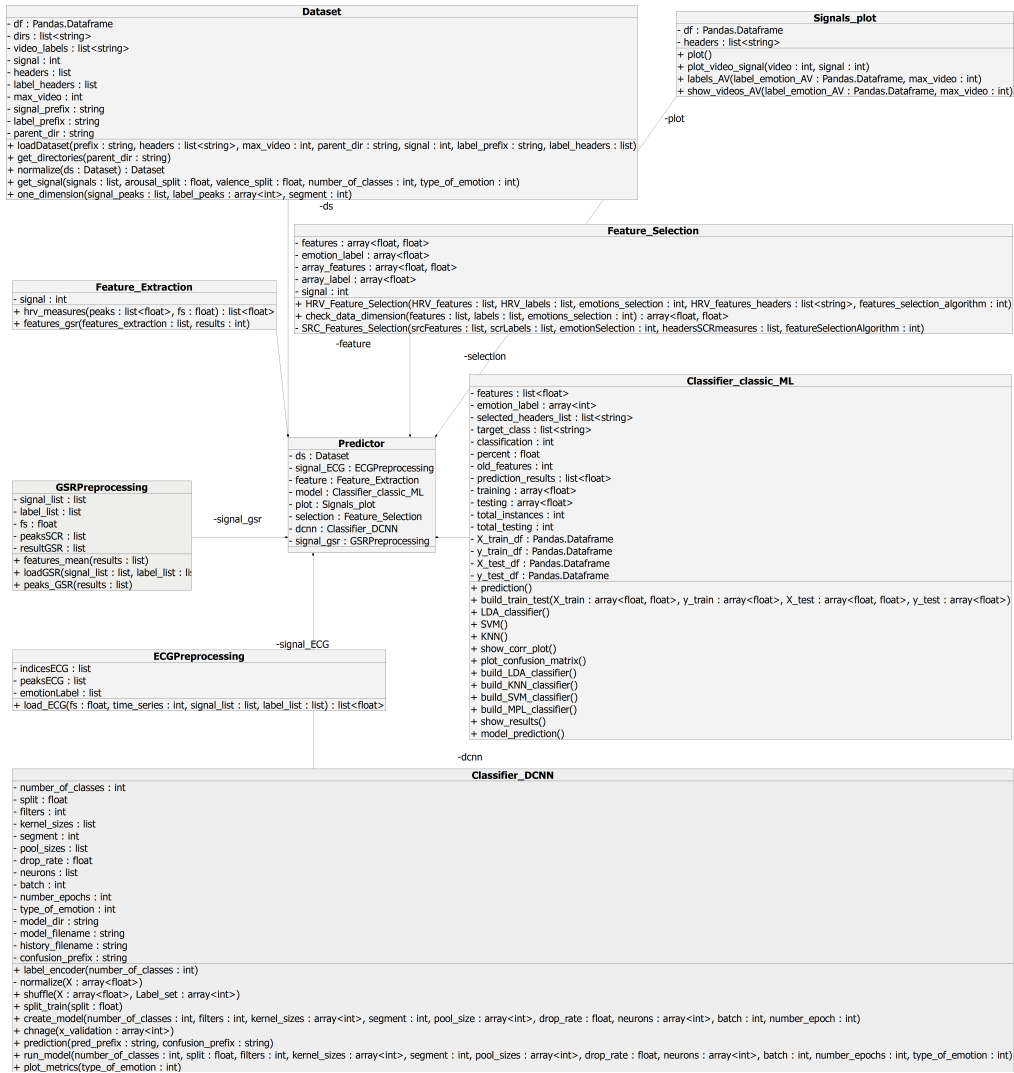 Dataset
- df : Pandas.Dataframe
- dirs : list<string>
- video_labels : list<string>
- signal : int
- headers : list
- label_headers : list
- max_video : int
- signal_prefix : string
- label_prefix : string
- parent_dir : string
+ loadDataset(prefix : string, headers : list<string>, max_video : int, parent_dir : string, signal : int, label_prefix : string, label_headers : list)
+ get_directories(parent_dir : string)
+ normalize(ds : Dataset) : Dataset
+ get_signal(signals : list, arousal_split : float, valence_split : float, number_of_classes : int, type_of_emotion : int)
+ one_dimension(signal_peaks : list, label_peaks : array<int>, segment : int)
Signals_plot
- df : Pandas.Dataframe
- headers : list<string>
+ plot()
+ plot_video_signal(video : int, signal : int)
+ labels_AV(label_emotion_AV : Pandas.Dataframe, max_video : int)
+ show_videos_AV(label_emotion_AV : Pandas.Dataframe, max_video : int)
-plot
-ds
Feature_Selection
- features : array<float, float>
- emotion_label : array<float>
- array_features : array<float, float>
- array_label : array<float>
- signal : int
+ HRV_Feature_Selection(HRV_features : list, HRV_labels : list, emotions_selection : int, HRV_features_headers : list<string>, features_selection_algorithm : int)
+ check_data_dimension(features : list, labels : list, emotions_selection : int) : array<float, float>
- SRC_Features_Selection(srcFeatures : list, scrLabels : list, emotionSelection : int, headersSCRmeasures : list, featureSelectionAlgorithm : int)
Feature_Extraction
- signal : int
+ hrv_measures(peaks : list<float>, fs : float) : list<float>
+ features_gsr(features_extraction : list, results : int)
-feature
-selection
Classifier_classic_ML
- features : list<float>
- emotion_label : array<int>
- selected_headers_list : list<string>
- target_class : list<string>
- classification : int
- percent : float
- old_features : int
- prediction_results : list<float>
- training : array<float>
- testing : array<float>
- total_instances : int
- total_testing : int
- X_train_df : Pandas.Dataframe
- y_train_df : Pandas.Dataframe
- X_test_df : Pandas.Dataframe
- y_test_df : Pandas.Dataframe
+ prediction()
+ build_train_test(X_train : array<float, float>, y_train : array<float>, X_test : array<float, float>, y_test : array<float>)
+ LDA_classifier()
+ SVM()
+ KNN()
+ show_corr_plot()
+ plot_confusion_matrix()
+ build_LDA_classifier()
+ build_KNN_classifier()
+ build_SVM_classifier()
+ build_MPL_classifier()
+ show_results()
+ model_prediction()
Predictor
- ds : Dataset
- signal_ECG : ECGPreprocessing
- feature : Feature_Extraction
- model : Classifier_classic_ML
- plot : Signals_plot
- selection : Feature_Selection
- dcnn : Classifier_DCNN
- signal_gsr : GSRPreprocessing
GSRPreprocessing
- signal_list : list
- label_list : list
- fs : float
- peaksSCR : list
- resultGSR : list
+ features_mean(results : list)
+ loadGSR(signal_list : list, label_list : li
+ peaks_GSR(results : list)
-signal_gsr
-signal_ECG
ECGPreprocessing
- indicesECG : list
- peaksECG : list
- emotionLabel : list
+ load_ECG(fs : float, time_series : int, signal_list : list, label_list : list) : list<float>
-dcnn
Classifier_DCNN
- number_of_classes : int
- split : float
- filters : int
- kernel_sizes : list
- segment : int
- pool_sizes : list
- drop_rate : float
- neurons : list
- batch : int
- number_epochs : int
- type_of_emotion : int
- model_dir : string
- model_filename : string
- history_filename : string
- confusion_prefix : string
+ label_encoder(number_of_classes : int)
- normalize(X : array<float>)
+ shuffle(X : array<float>, Label_set : array<int>)
+ split_train(split : float)
+ create_model(number_of_classes : int, filters : int, kernel_sizes : array<int>, segment : int, pool_size : array<int>, drop_rate : float, neurons : array<int>, batch : int, number_epoch : int)
+ chnage(x_validation : array<int>)
+ prediction(pred_prefix : string, confusion_prefix : string)
+ run_model(number_of_classes : int, split : float, filters : int, kernel_sizes : array<int>, segment : int, pool_sizes : array<int>, drop_rate : float, neurons : array<int>, batch : int, number_epochs : int, type_of_emotion : int)
+ plot_metrics(type_of_emotion : int)